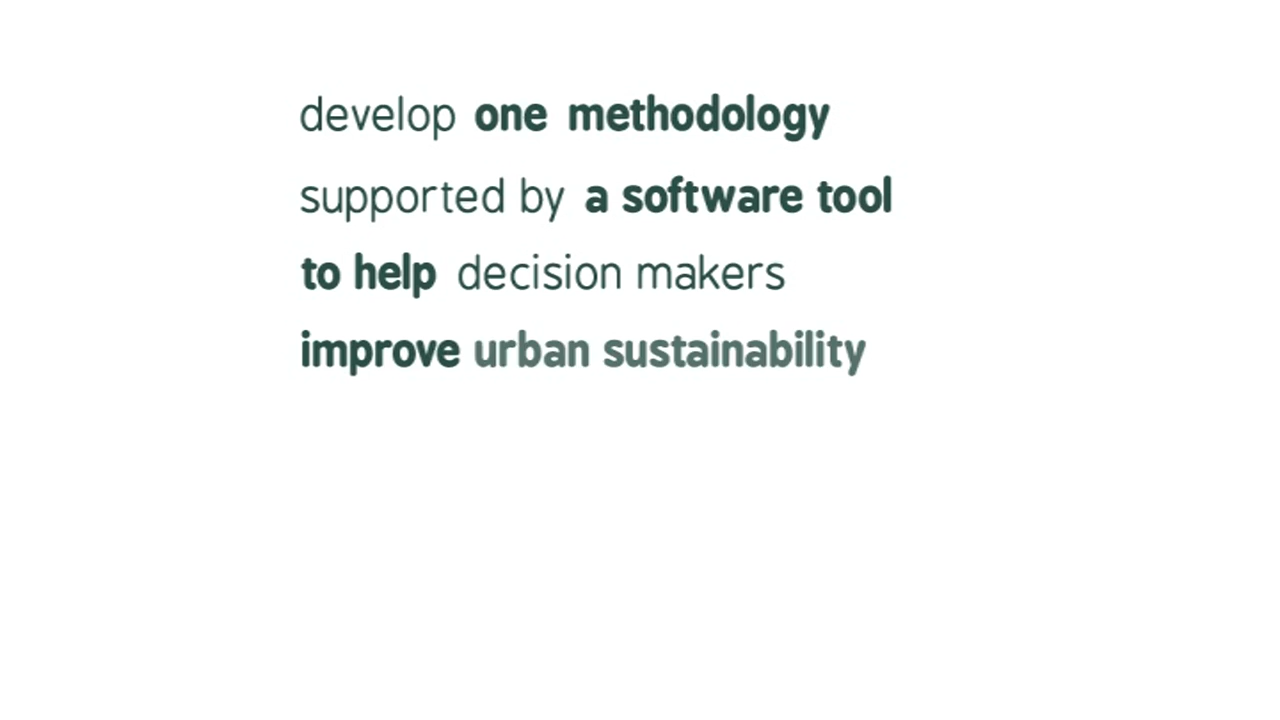 develop one methodology
supported by a software tool
to help decision makers
improve urban sustainability